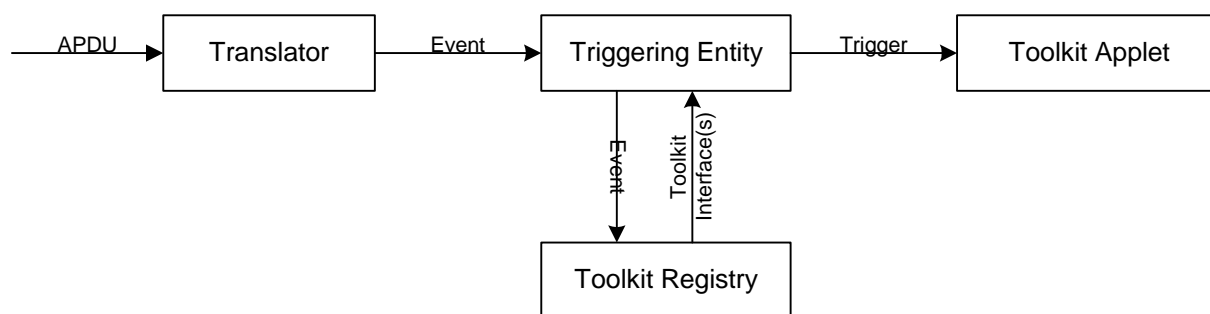 APDU
Translator
Event
Triggering Entity
Trigger
Toolkit Applet
Event
Toolkit
Interface(s)
Toolkit Registry